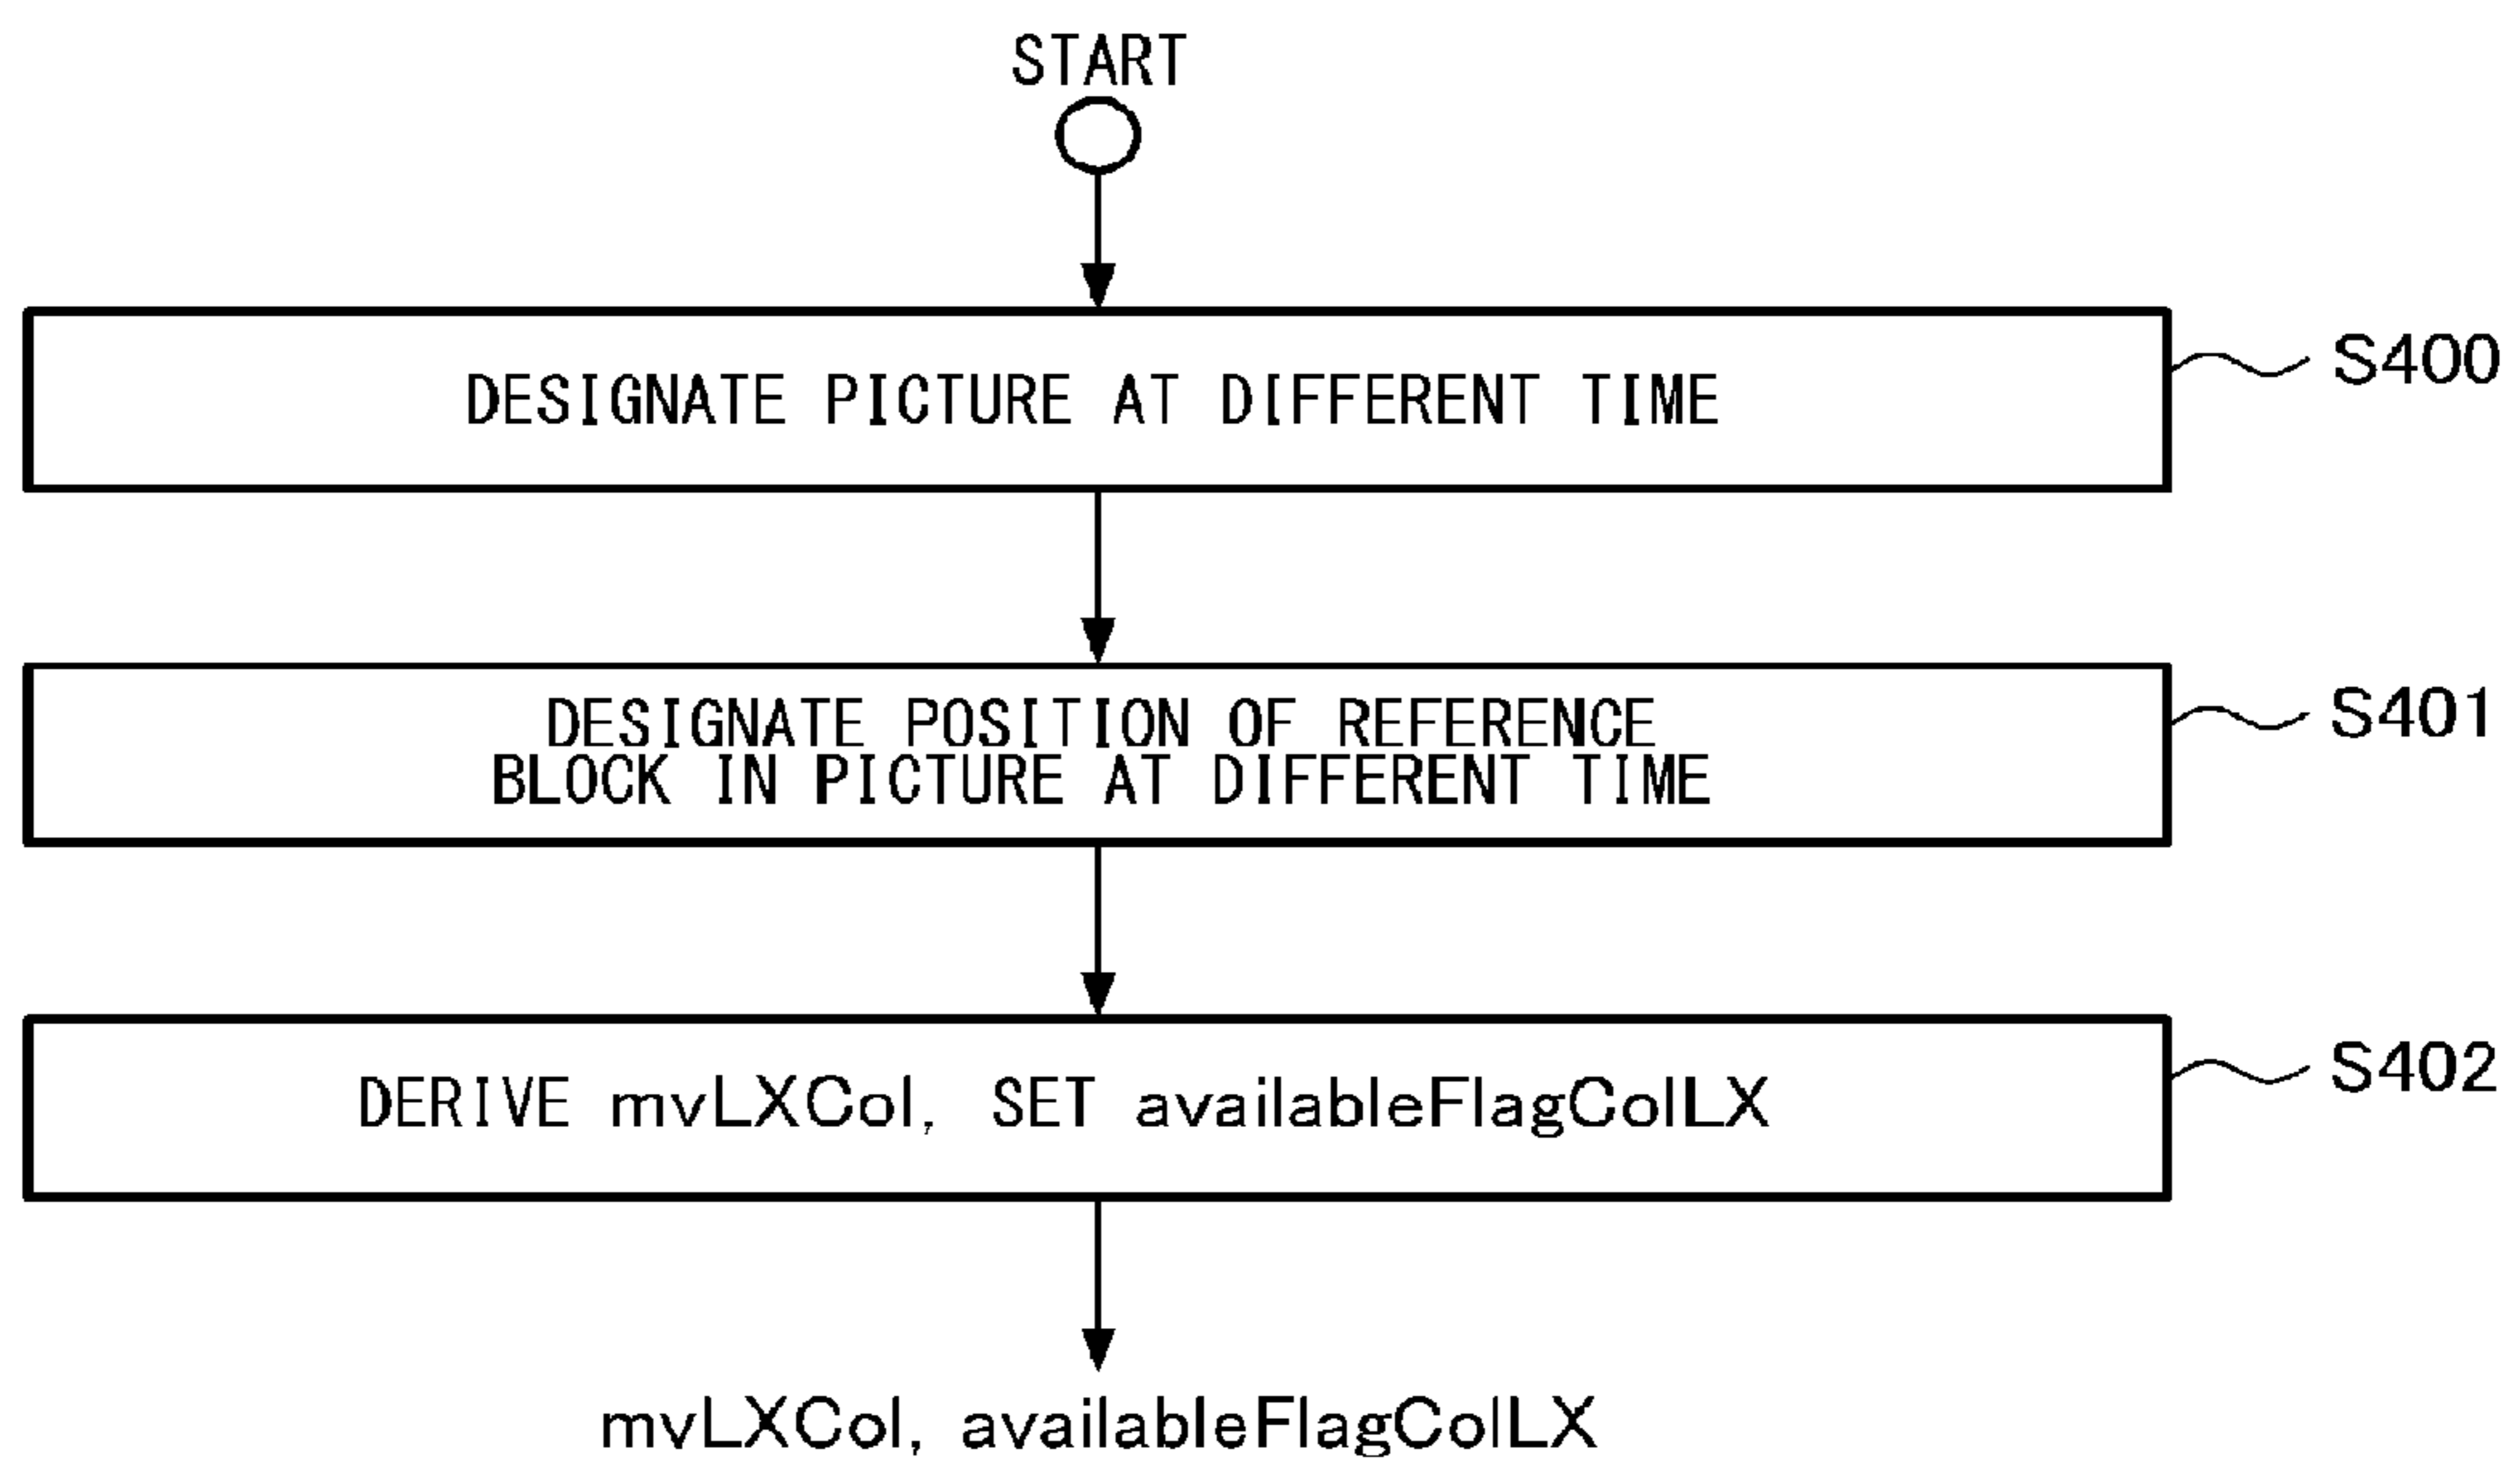 START
DESIGNATE PICTURE AT DIFFERENT TIME
S400
DESIGNATE POSITION OF REFERENCE
BLOCK IN PICTURE AT DIFFERENT TIME
S401
DERIVE mvLXCol, SET availableFlagColLX
S402
mvLXCol, availableFlagColLX